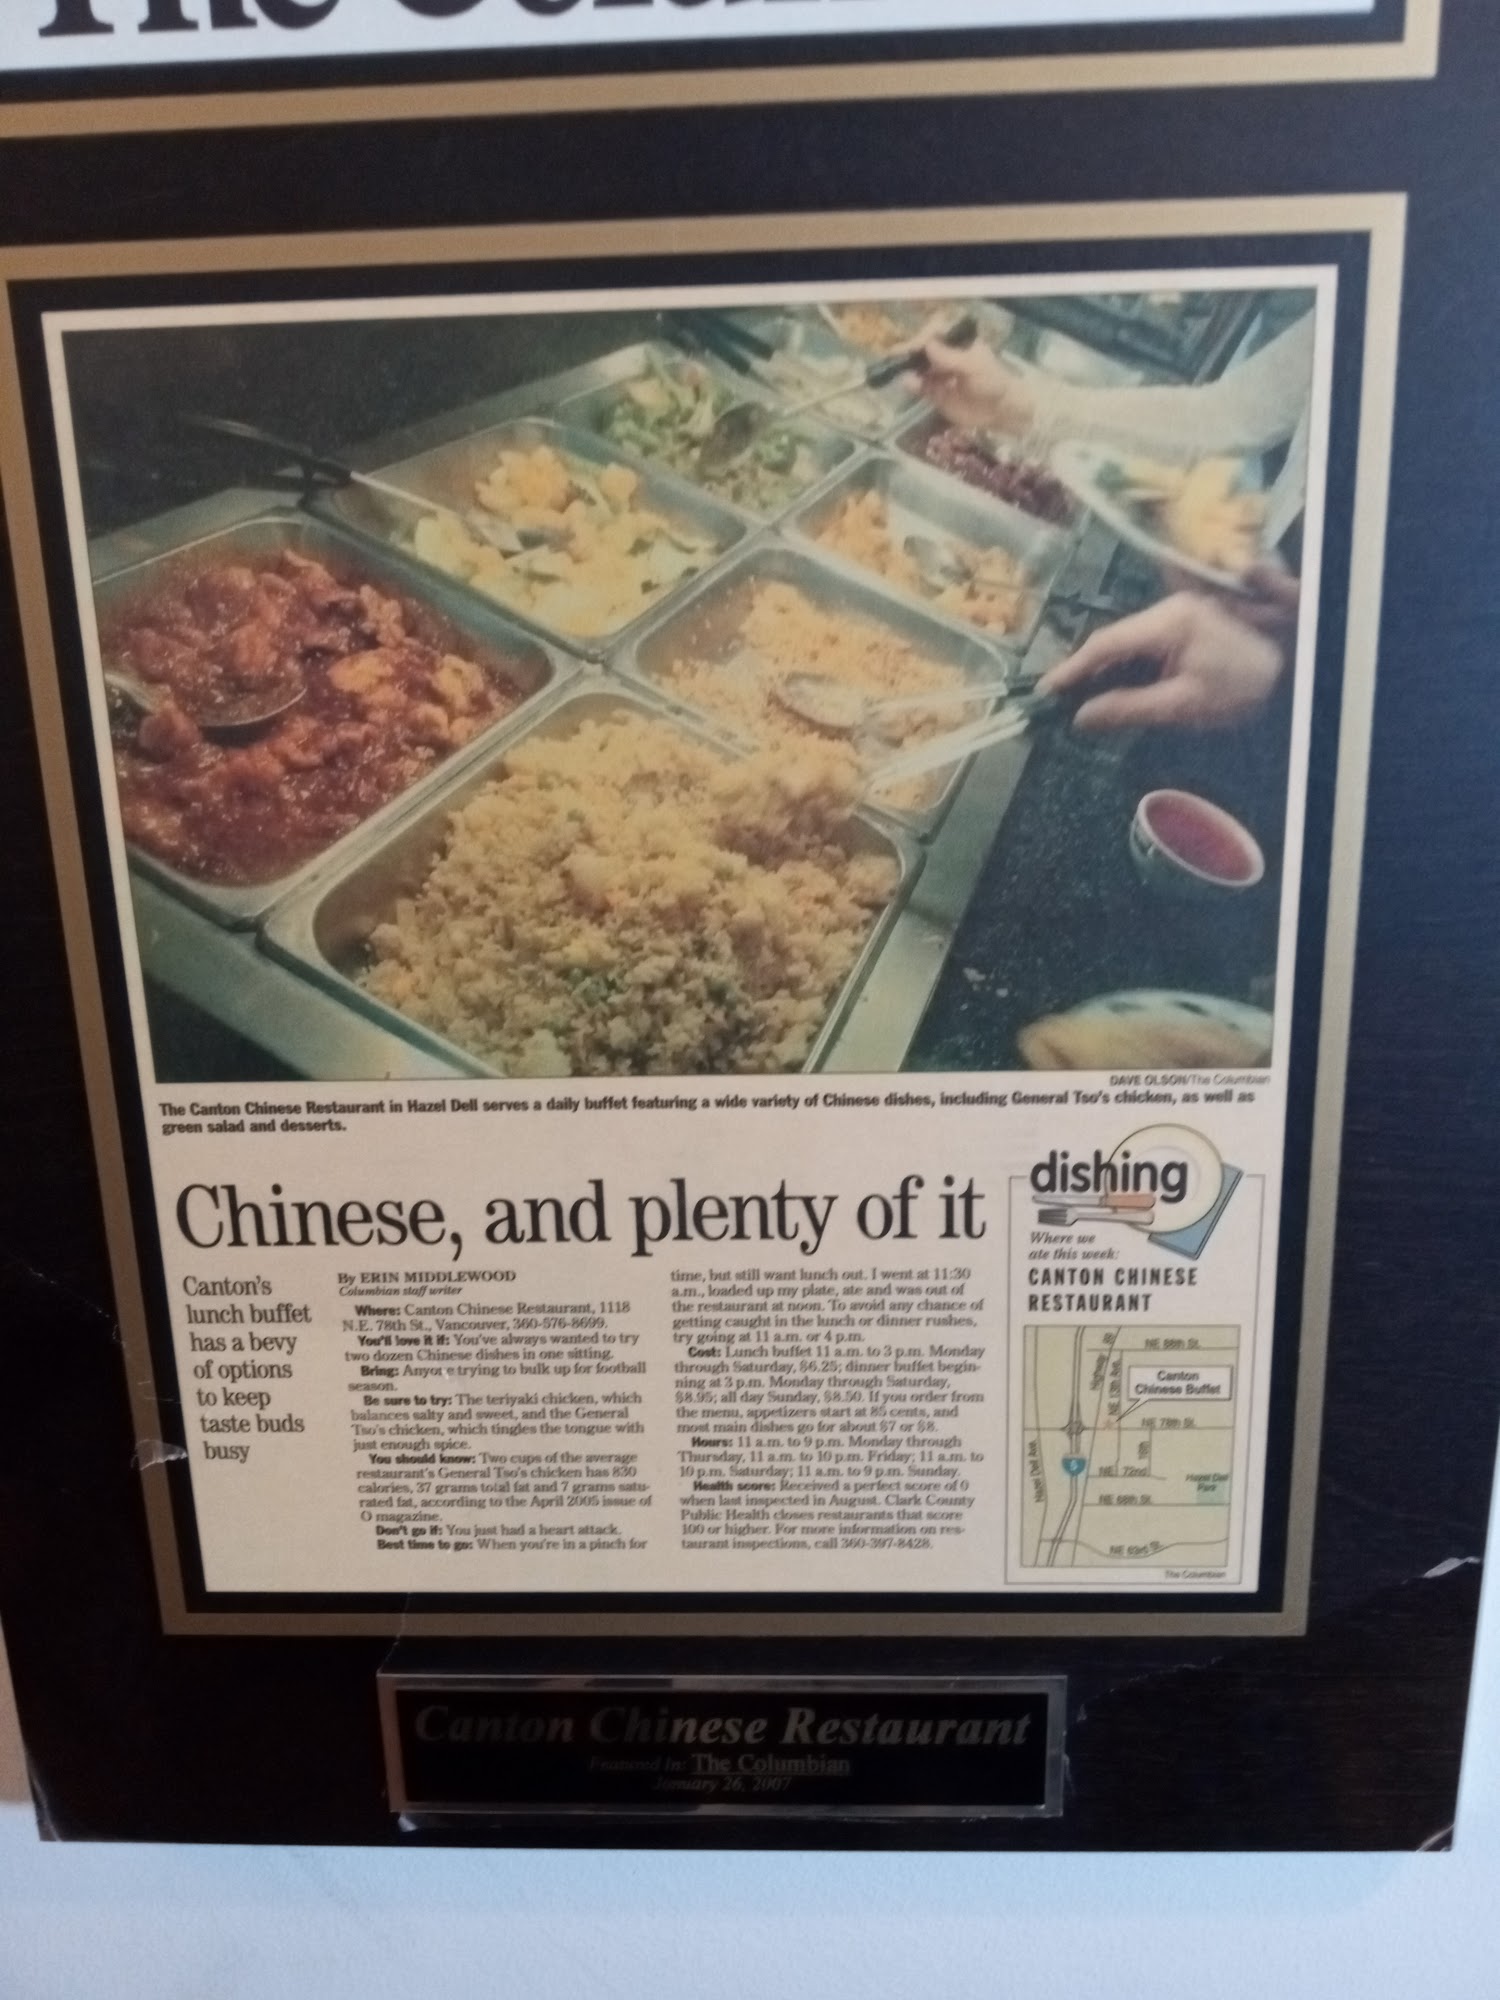 The
DAVE OLSON/The Columbian
The Canton Chinese Restaurant in Hazel Dell serves a daily buffet featuring a wide variety of Chinese dishes, including General Tso's chicken, as well as
green salad and desserts.
Chinese, and plenty of it
Canton's
lunch buffet
has a bevy
of options
to keep
taste buds
busy
By ERIN MIDDLEWOOD
Columbian staff writer
Where: Canton Chinese Restaurant, 1118
N.E. 78th St., Vancouver, 360-576-8699.
You'll love it if: You've always wanted to try
two dozen Chinese dishes in one sitting.
Bring: Anyone trying to bulk up for football
season.
Be sure to try: The teriyaki chicken, which
balances salty and sweet, and the General
Tso's chicken, which tingles the tongue with
just enough spice.
You should know: Two cups of the average
restaurant's General Tso's chicken has 830
calories, 37 grams total fat and 7 grams satu-
rated fat, according to the April 2005 issue of
O magazine.
Don't go if: You just had a heart attack.
Best time to go: When you're in a pinch for
time, but still want lunch out. I went at 11:30
a.m., loaded up my plate, ate and was out of
the restaurant at noon. To avoid any chance of
getting caught in the lunch or dinner rushes,
try going at 11 a.m. or 4 p.m.
Cost: Lunch buffet 11 a.m. to 3 p.m. Monday
through Saturday, $6.25; dinner buffet begin-
ning at 3 p.m. Monday through Saturday,
$8.95; all day Sunday, $8.50. If you order from
the menu, appetizers start at 85 cents, and
most main dishes go for about $7 or $8.
Hours: 11 a.m. to 9 p.m. Monday through
Thursday, 11 a.m. to 10 p.m. Friday; 11 a.m. to
10 p.m. Saturday; 11 a.m. to 9 p.m. Sunday.
Health score: Received a perfect score of 0
when last inspected in August. Clark County
Public Health closes restaurants that score
100 or higher. For more information on res-
taurant inspections, call 360-397-8428.
dishing
Where we
ate this week:
CANTON CHINESE
RESTAURANT
NE 88th St.
Highway 99
NE 13th Ave.
Canton
Chinese Buffet
NE 78th St.
Hazel Dell Ave.
5
NE 72nd
Hazel Dell
Park
NE 68th St.
NE 63rd St.
The Columbian
Canton Chinese Restaurant
Featured In: The Columbian
January 26, 2007